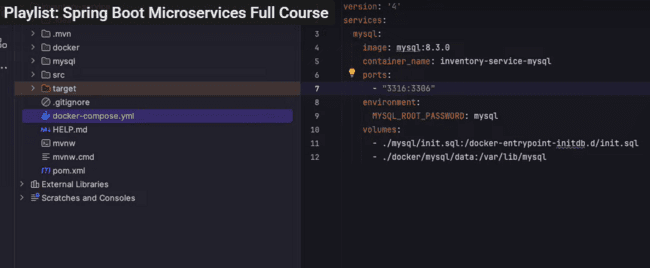 Playlist: Spring Boot Microservices Full Course
.mvn
docker
mysql
src
target
.gitignore
docker-compose.yml
HELP.md
mvnw
mvnw.cmd
pom.xml
External Libraries
Scratches and Consoles
version: '4'
services:
3 mysql:
4 image: mysql:8.3.0
5 container_name: inventory-service-mysql
6 ports:
7 - "3316:3306"
8 environment:
9 MYSQL_ROOT_PASSWORD: mysql
10 volumes:
11 - ./mysql/init.sql:/docker-entrypoint-initdb.d/init.sql
12 - ./docker/mysql/data:/var/lib/mysql